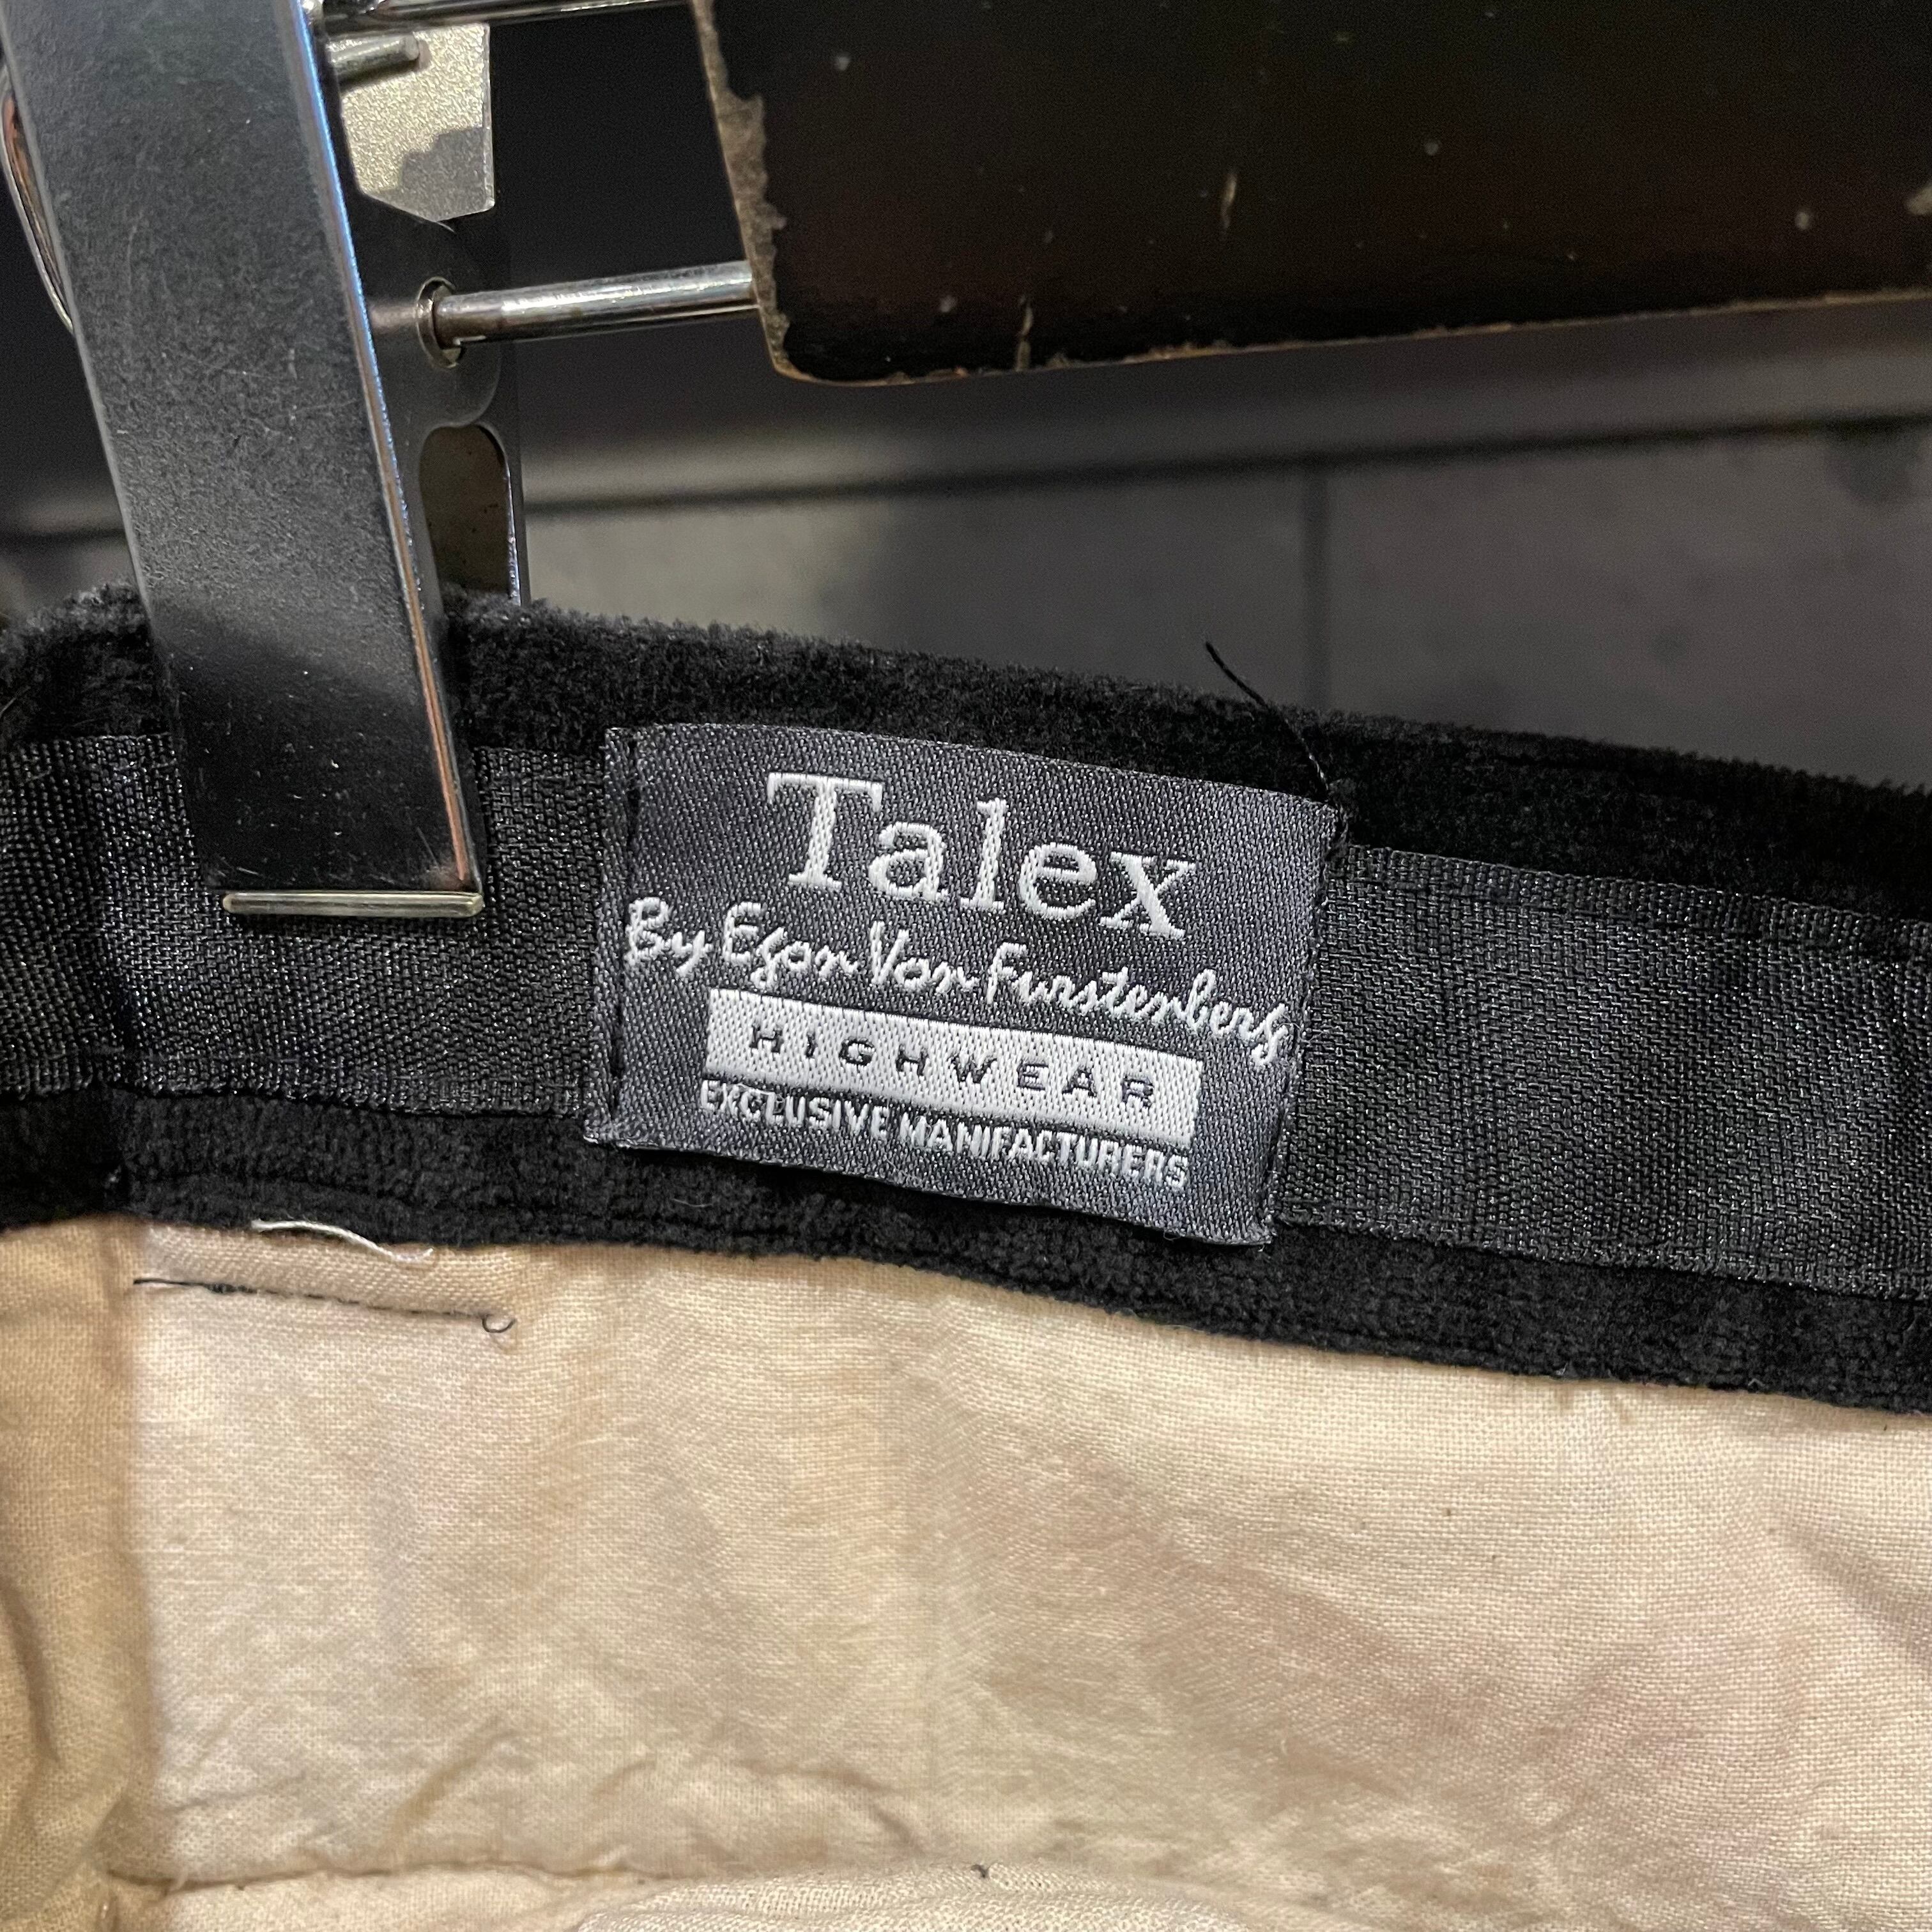 Talex
By Egon Von Furstenberg
HIGHWEAR
EXCLUSIVE MANIFACTURERS